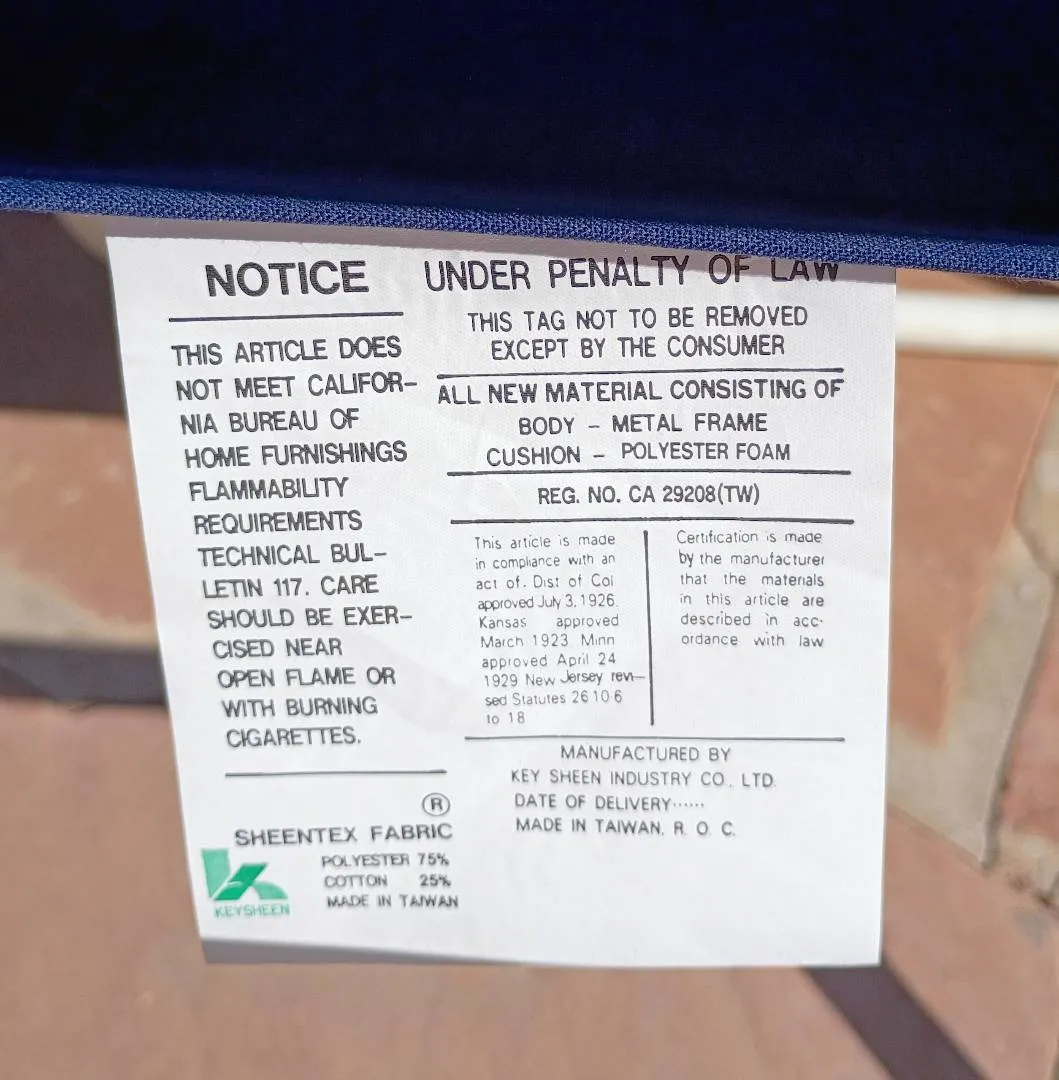 NOTICE
THIS ARTICLE DOES
NOT MEET CALIFOR-
NIA BUREAU OF
HOME FURNISHINGS
FLAMMABILITY
REQUIREMENTS
TECHNICAL BUL-
LETIN 117. CARE
SHOULD BE EXER-
CISED NEAR
OPEN FLAME OR
WITH BURNING
CIGARETTES.
®
SHEENTEX FABRIC
POLYESTER 75%
COTTON 25%
MADE IN TAIWAN
KEYSHEEN
UNDER PENALTY OF LAW
THIS TAG NOT TO BE REMOVED
EXCEPT BY THE CONSUMER
ALL NEW MATERIAL CONSISTING OF
BODY - METAL FRAME
CUSHION - POLYESTER FOAM
REG. NO. CA 29208(TW)
This article is made
in compliance with an
act of. Dist of Col
approved July 3, 1926.
Kansas approved
March 1923 Minn
approved April 24
1929 New Jersey revi-
sed Statutes 26 10 6
to 18
Certification is made
by the manufacturer
that the materials
in this article are
described in acc-
ordance with law
MANUFACTURED BY
KEY SHEEN INDUSTRY CO., LTD.
DATE OF DELIVERY......
MADE IN TAIWAN. R. O. C.